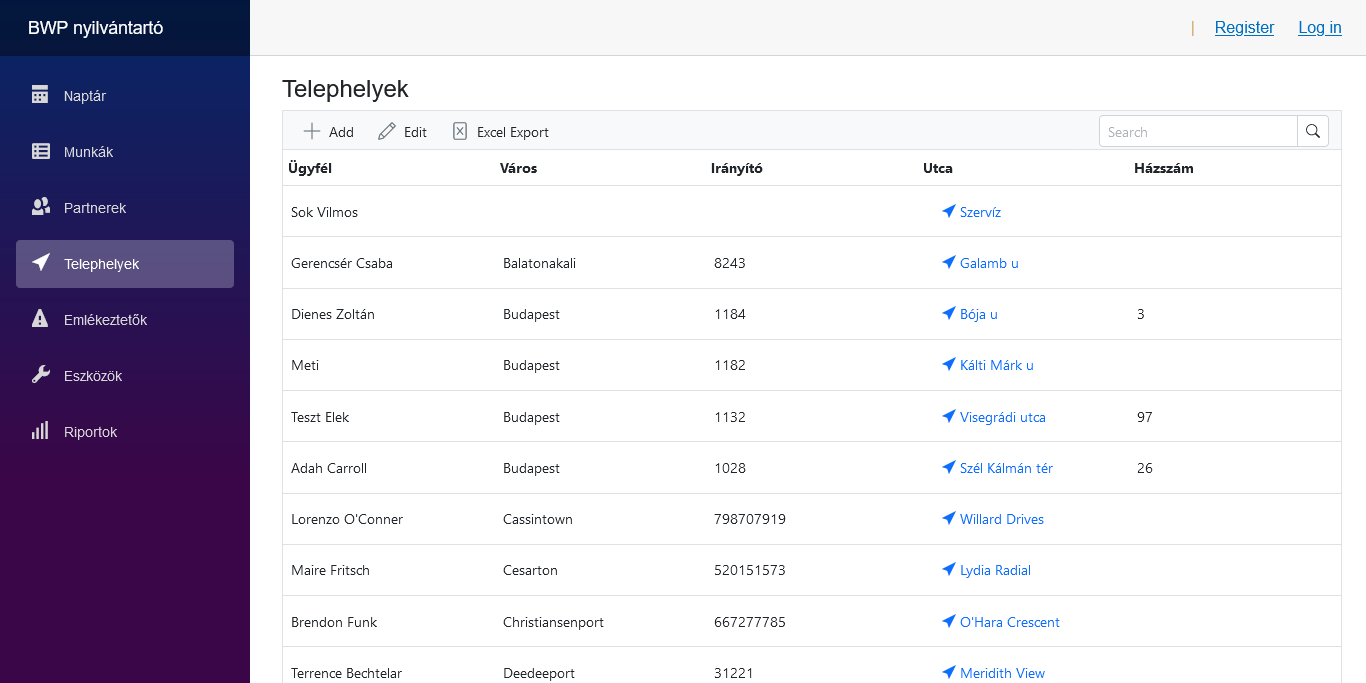 BWP nyilvántartó
| Register Log in
Naptár
Munkák
Partnerek
Telephelyek
Emlékeztetők
Eszközök
Riportok
Telephelyek
Add Edit Excel Export Search
Ügyfél Város Irányító Utca Házszám
Sok Vilmos Szervíz
Gerencsér Csaba Balatonakali 8243 Galamb u
Dienes Zoltán Budapest 1184 Bója u 3
Meti Budapest 1182 Kálti Márk u
Teszt Elek Budapest 1132 Visegrádi utca 97
Adah Carroll Budapest 1028 Szél Kálmán tér 26
Lorenzo O'Conner Cassintown 798707919 Willard Drives
Maire Fritsch Cesarton 520151573 Lydia Radial
Brendon Funk Christiansenport 667277785 O'Hara Crescent
Terrence Bechtelar Deedeeport 31221 Meridith View